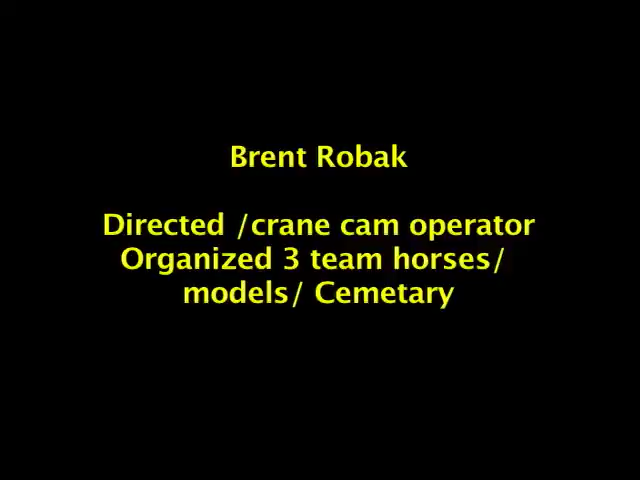 Brent Robak
Directed /crane cam operator
Organized 3 team horses/
models/ Cemetary